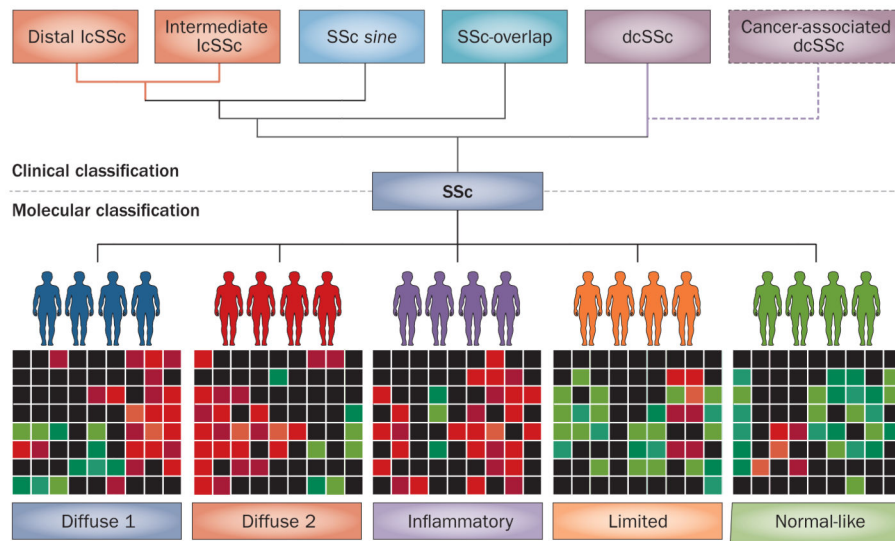 Distal lcSSc
Intermediate
lcSSc
SSc sine
SSc-overlap
dcSSc
Cancer-associated
dcSSc
Clinical classification
SSc
Molecular classification
Diffuse 1
Diffuse 2
Inflammatory
Limited
Normal-like